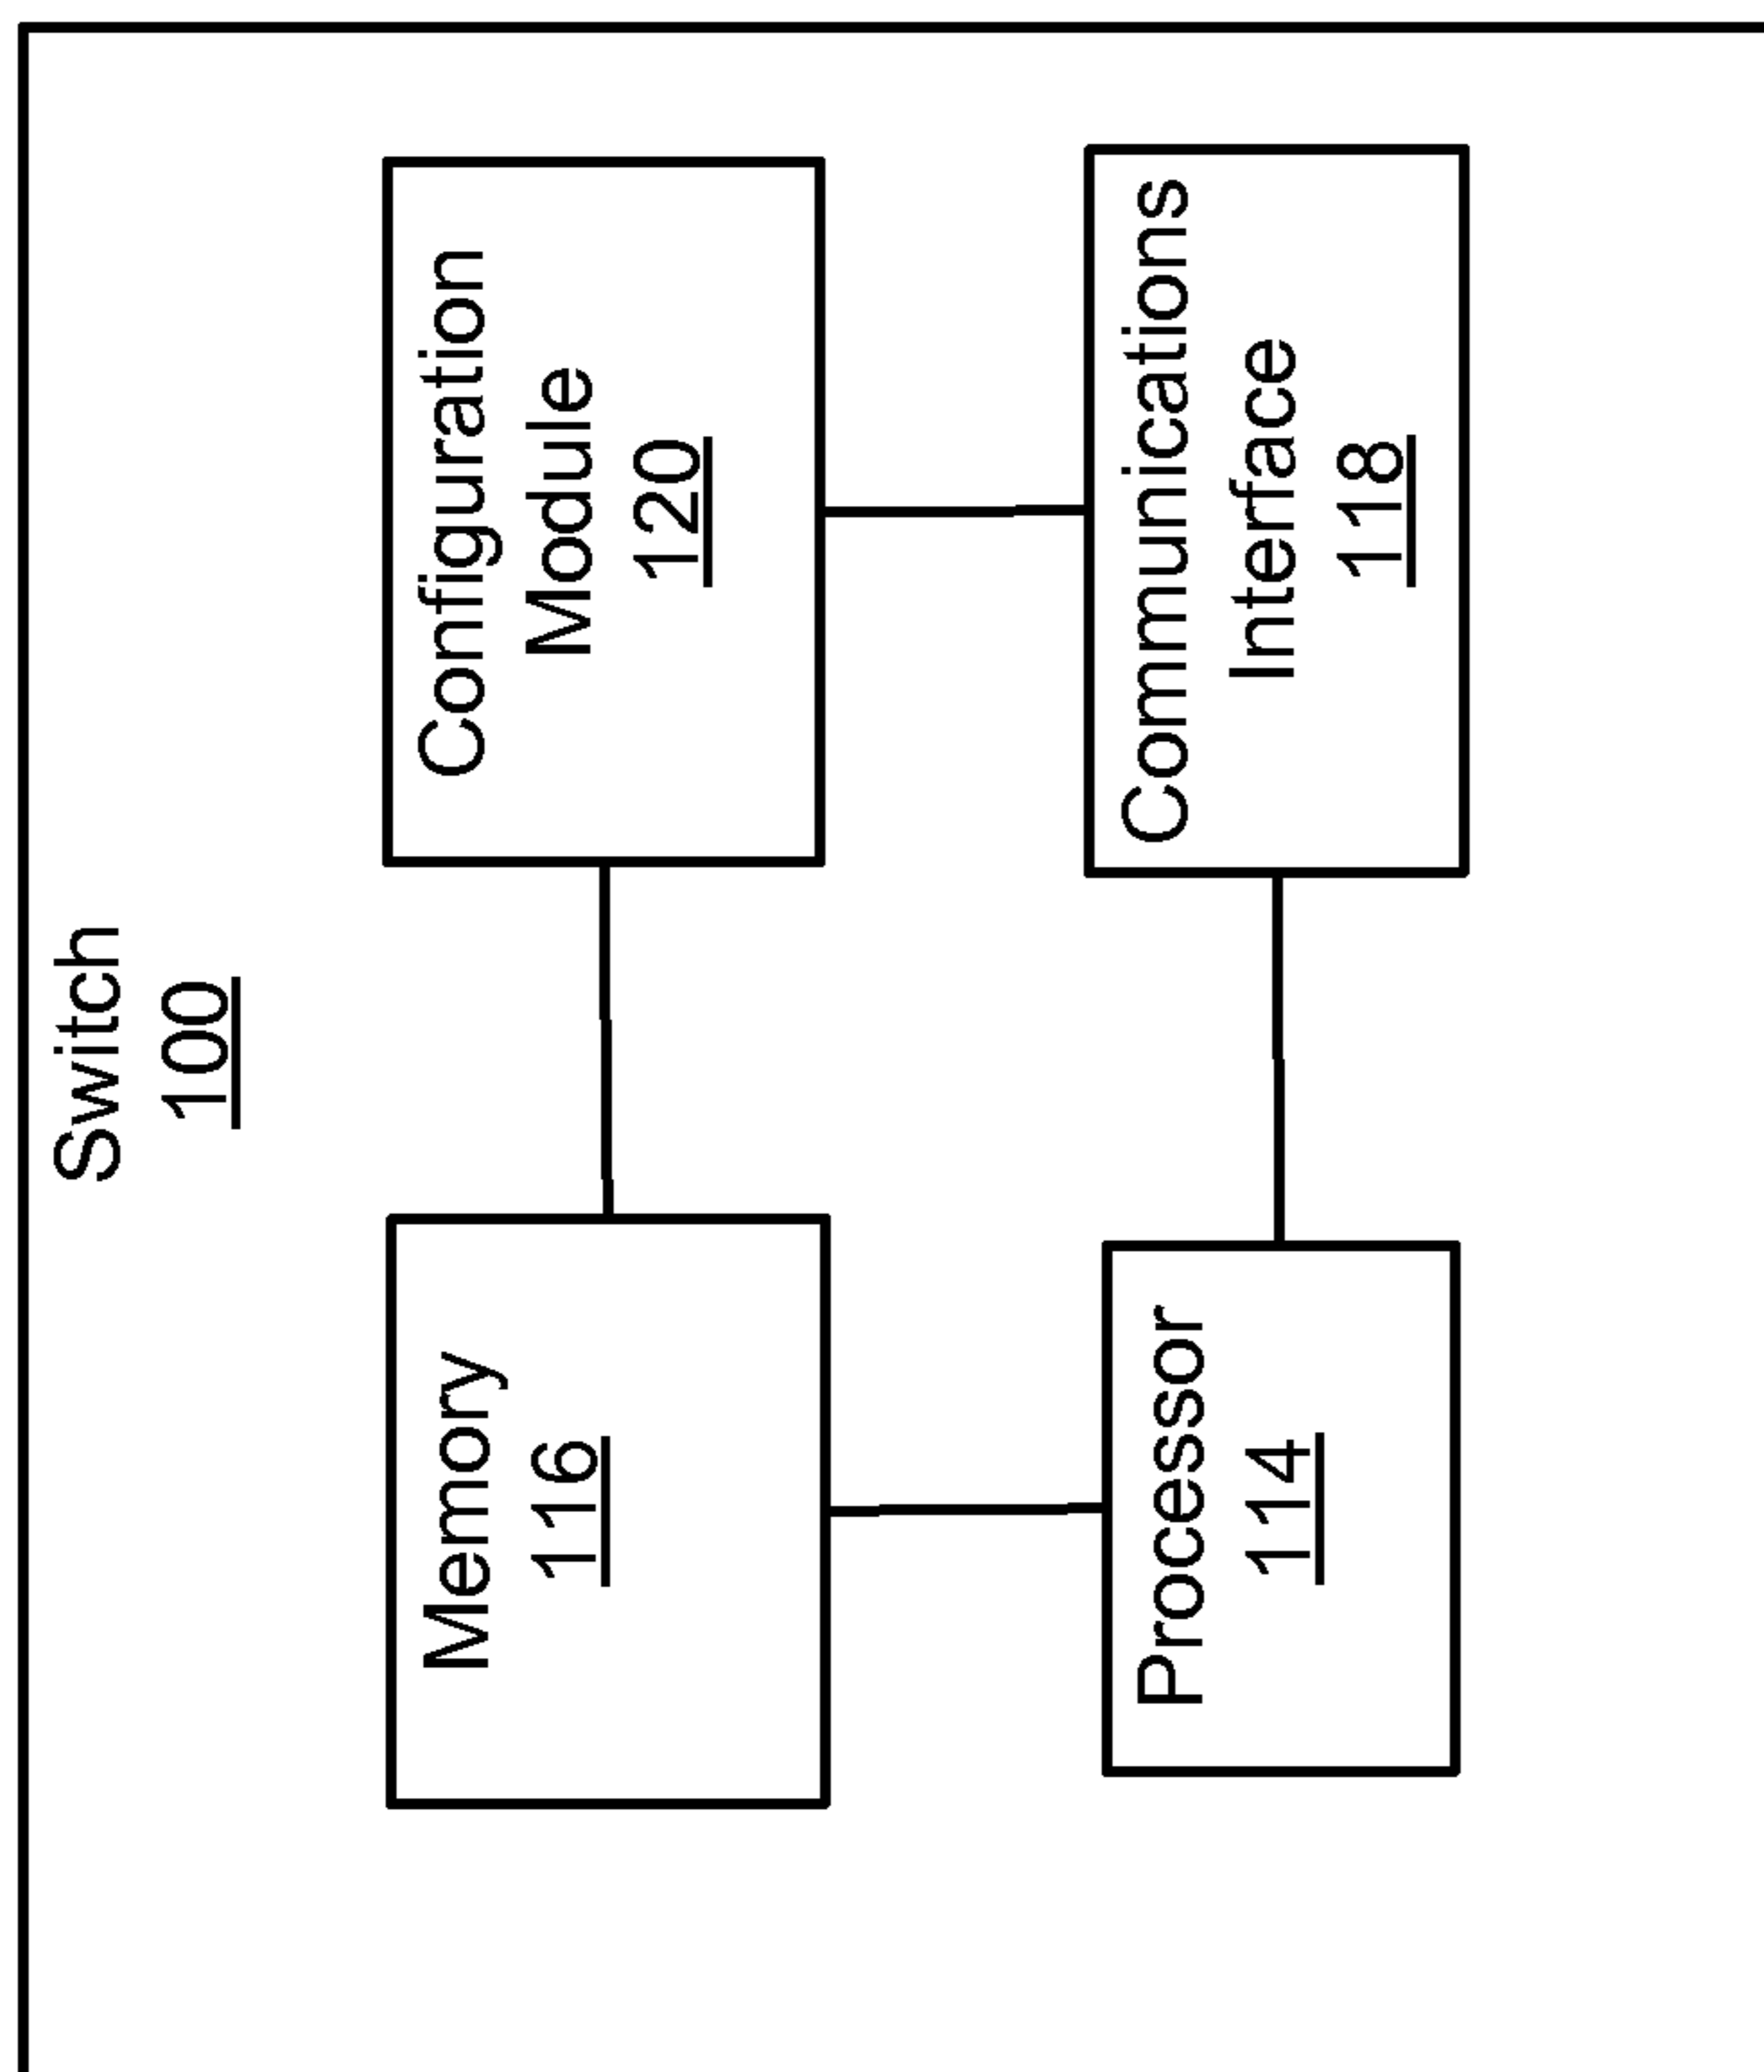 Switch
100
Memory
116
Configuration
Module
120
Processor
114
Communications
Interface
118